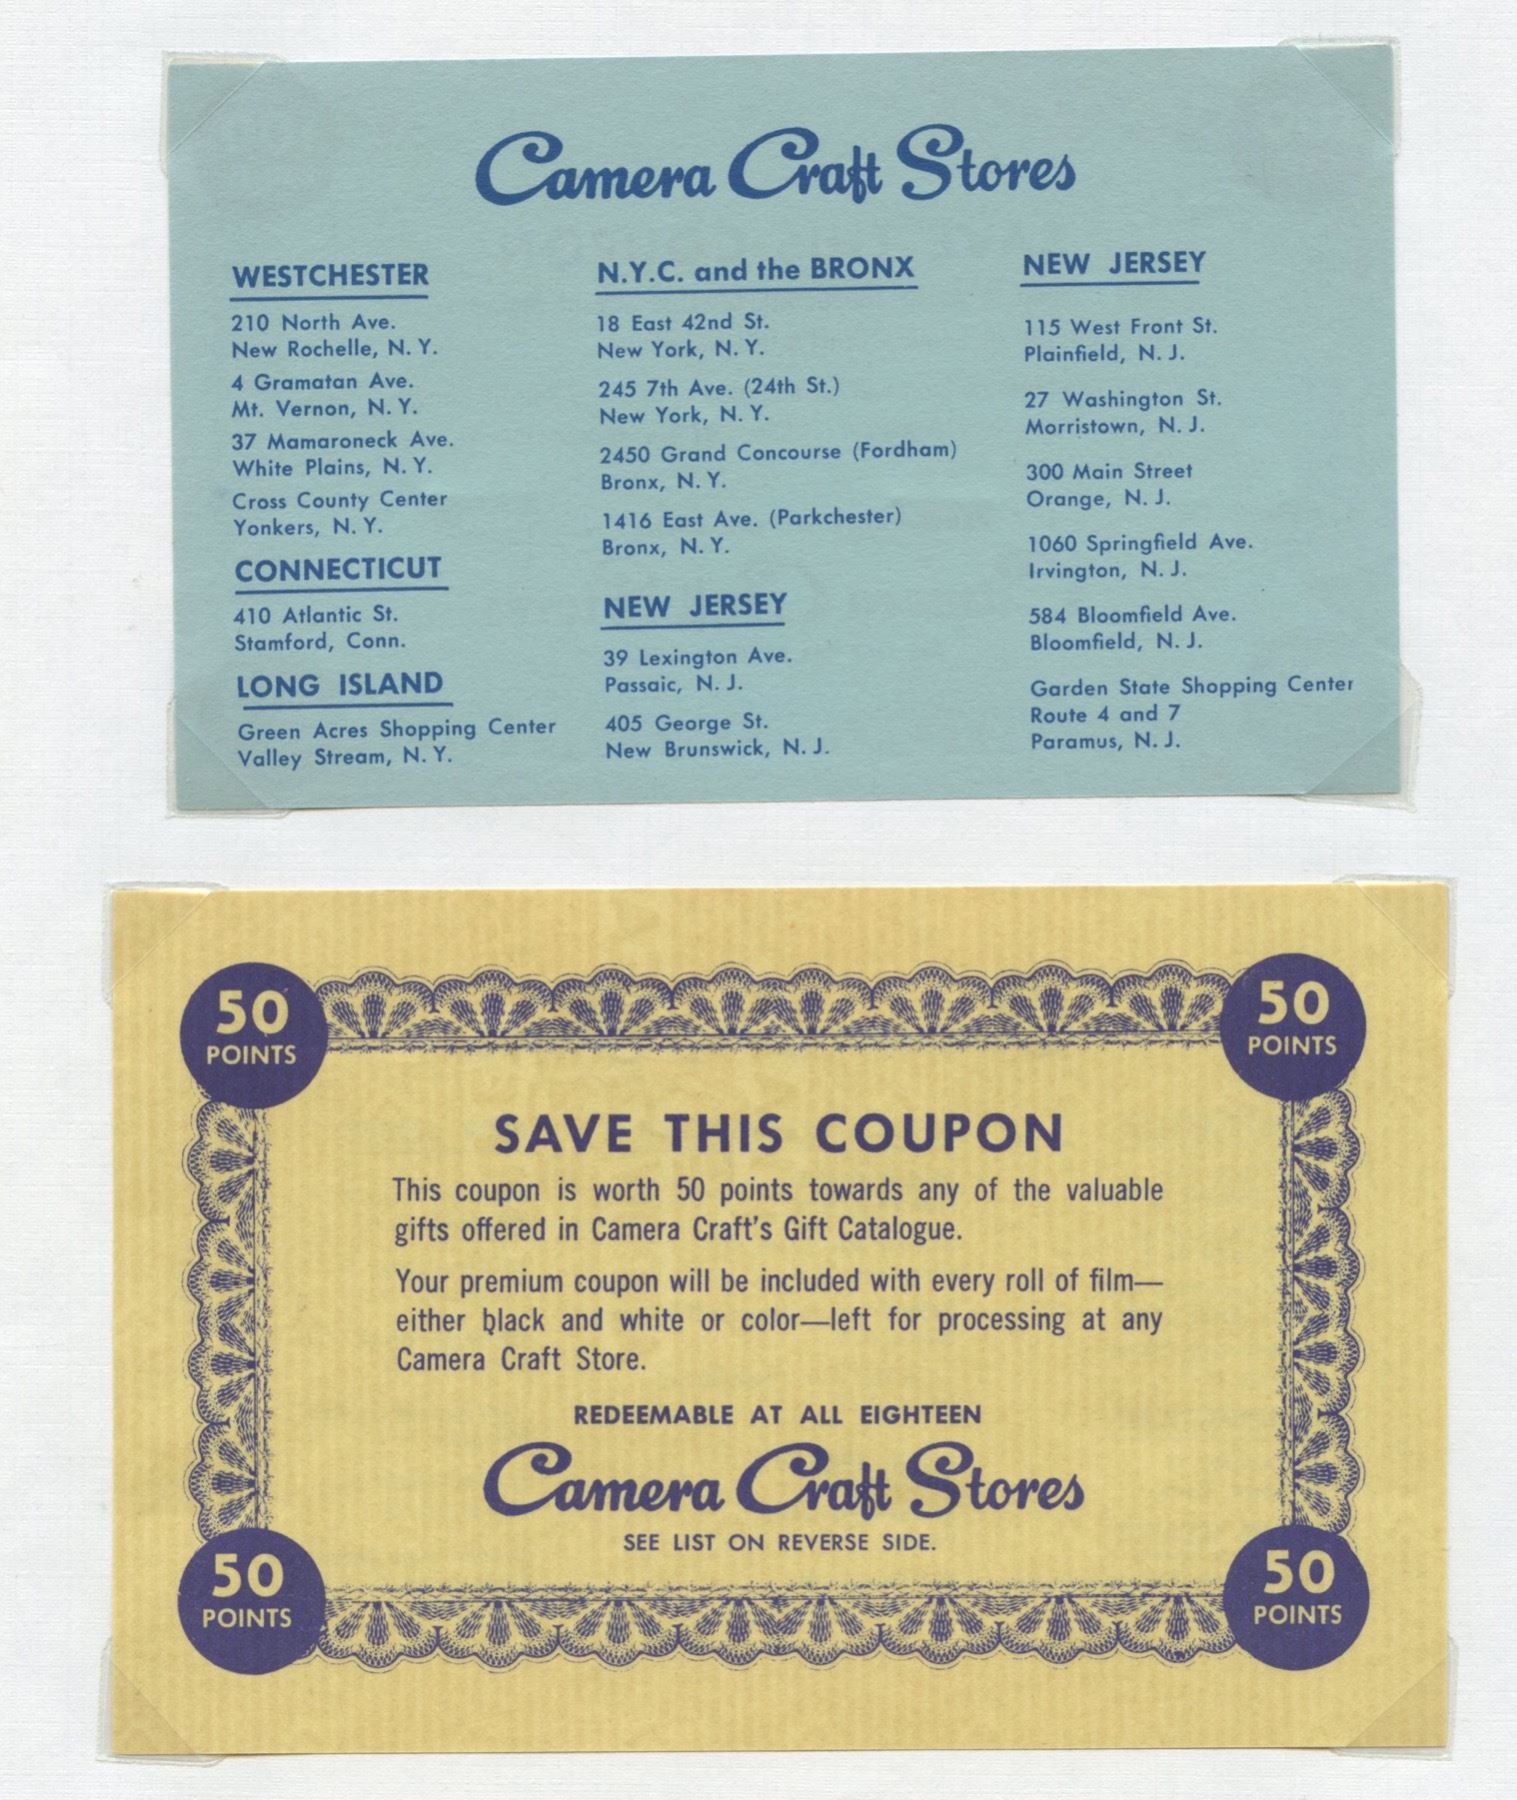 Camera Craft Stores
WESTCHESTER
210 North Ave.
New Rochelle, N. Y.
4 Gramatan Ave.
Mt. Vernon, N. Y.
37 Mamaroneck Ave.
White Plains, N. Y.
Cross County Center
Yonkers, N. Y.
CONNECTICUT
410 Atlantic St.
Stamford, Conn.
LONG ISLAND
Green Acres Shopping Center
Valley Stream, N. Y.
N.Y.C. and the BRONX
18 East 42nd St.
New York, N. Y.
245 7th Ave. (24th St.)
New York, N. Y.
2450 Grand Concourse (Fordham)
Bronx, N. Y.
1416 East Ave. (Parkchester)
Bronx, N. Y.
NEW JERSEY
39 Lexington Ave.
Passaic, N. J.
405 George St.
New Brunswick, N. J.
NEW JERSEY
115 West Front St.
Plainfield, N. J.
27 Washington St.
Morristown, N. J.
300 Main Street
Orange, N. J.
1060 Springfield Ave.
Irvington, N. J.
584 Bloomfield Ave.
Bloomfield, N. J.
Garden State Shopping Center
Route 4 and 7
Paramus, N. J.
50
POINTS
50
POINTS
SAVE THIS COUPON
This coupon is worth 50 points towards any of the valuable
gifts offered in Camera Craft's Gift Catalogue.
Your premium coupon will be included with every roll of film—
either black and white or color—left for processing at any
Camera Craft Store.
REDEEMABLE AT ALL EIGHTEEN
Camera Craft Stores
SEE LIST ON REVERSE SIDE.
50
POINTS
50
POINTS